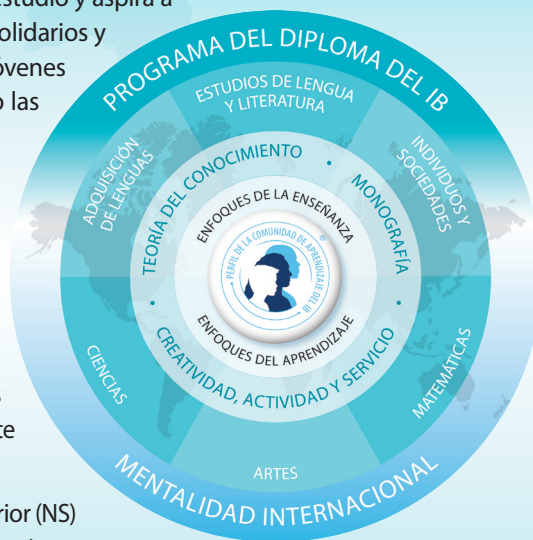 studio y aspira a
olidarios y
óvenes
o las
s
te
rior (NS)
PROGRAMA DEL DIPLOMA DEL IB
ESTUDIOS DE LENGUA
Y LITERATURA
ADQUISICIÓN
DE LENGUAS
INDIVIDUOS Y
SOCIEDADES
TEORÍA DEL CONOCIMIENTO
•
MONOGRAFÍA
•
CREATIVIDAD, ACTIVIDAD Y SERVICIO
•
ENFOQUES DE LA ENSEÑANZA
PERFIL DE LA COMUNIDAD DE APRENDIZAJE DEL IB
®
ENFOQUES DEL APRENDIZAJE
CIENCIAS
MATEMÁTICAS
ARTES
MENTALIDAD INTERNACIONAL